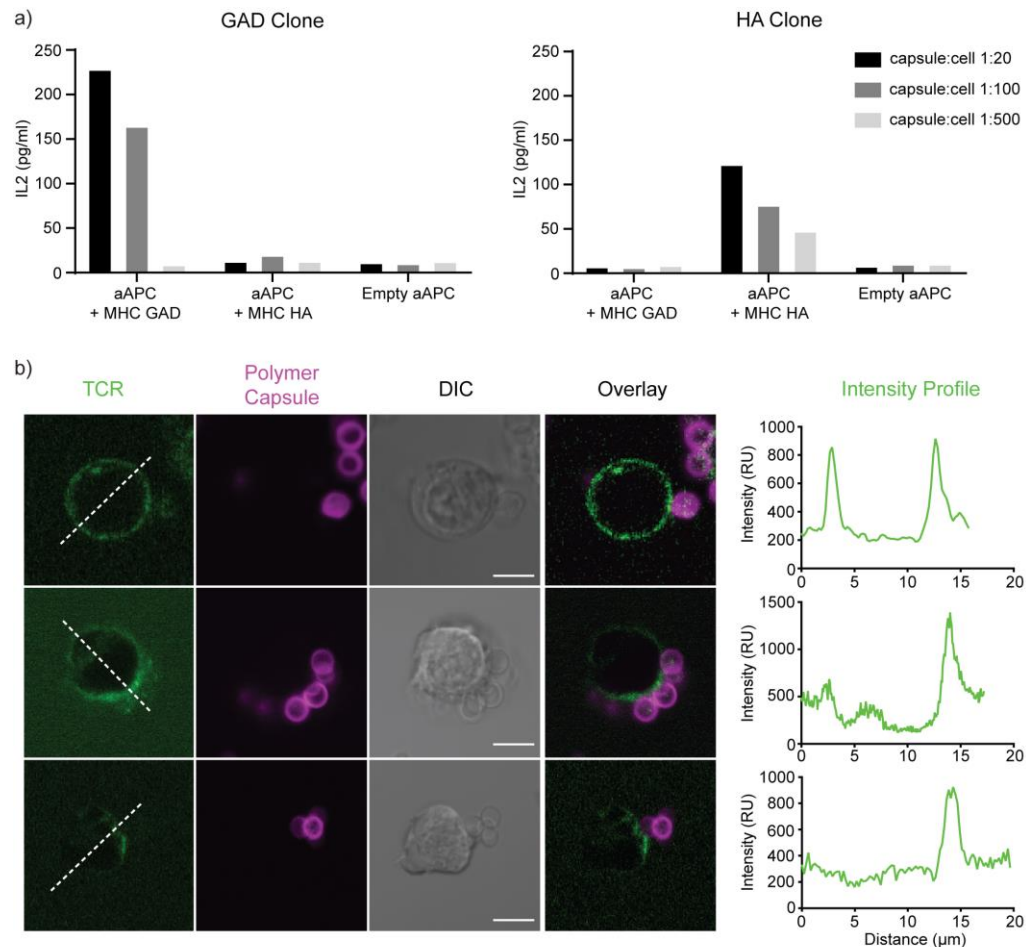 a)
GAD Clone
HA Clone
250
200
150
100
50
0
IL2 (pg/ml)
aAPC
+ MHC GAD
aAPC
+ MHC HA
Empty aAPC
250
200
150
100
50
0
IL2 (pg/ml)
aAPC
+ MHC GAD
aAPC
+ MHC HA
Empty aAPC
capsule:cell 1:20
capsule:cell 1:100
capsule:cell 1:500
b)
TCR
Polymer
Capsule
DIC
Overlay
Intensity Profile
1000
800
600
400
200
0
Intensity (RU)
0 5 10 15 20
1500
1000
500
0
Intensity (RU)
0 5 10 15 20
1000
800
600
400
200
0
Intensity (RU)
0 5 10 15 20
Distance (µm)